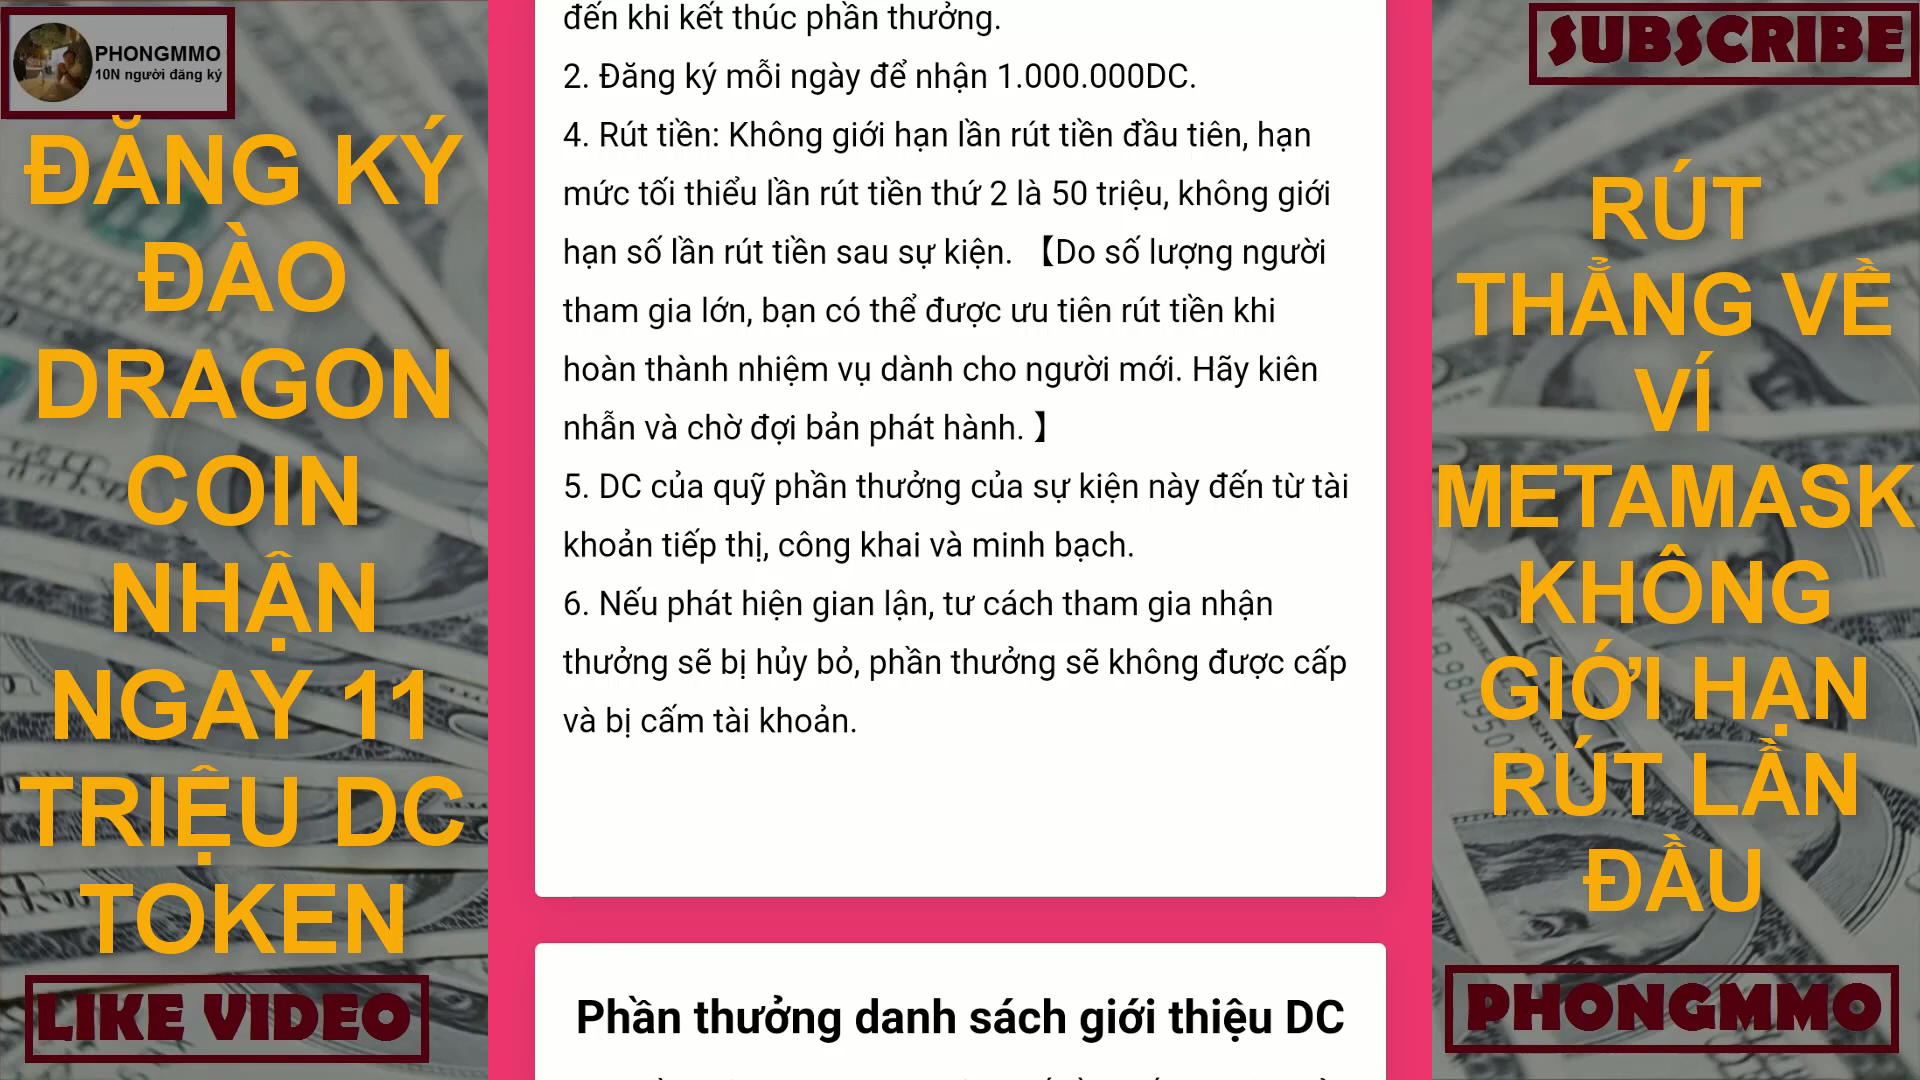 PHONGMMO
10N người đăng ký
ĐĂNG KÝ
ĐÀO
DRAGON
COIN
NHẬN
NGAY 11
TRIỆU DC
TOKEN
LIKE VIDEO
đến khi kết thúc phần thưởng.
2. Đăng ký mỗi ngày để nhận 1.000.000DC.
4. Rút tiền: Không giới hạn lần rút tiền đầu tiên, hạn
mức tối thiểu lần rút tiền thứ 2 là 50 triệu, không giới
hạn số lần rút tiền sau sự kiện. 【Do số lượng người
tham gia lớn, bạn có thể được ưu tiên rút tiền khi
hoàn thành nhiệm vụ dành cho người mới. Hãy kiên
nhẫn và chờ đợi bản phát hành. 】
5. DC của quỹ phần thưởng của sự kiện này đến từ tài
khoản tiếp thị, công khai và minh bạch.
6. Nếu phát hiện gian lận, tư cách tham gia nhận
thưởng sẽ bị hủy bỏ, phần thưởng sẽ không được cấp
và bị cấm tài khoản.
Phần thưởng danh sách giới thiệu DC
SUBSCRIBE
RÚT
THẲNG VỀ
VÍ
METAMASK
KHÔNG
GIỚI HẠN
RÚT LẦN
ĐẦU
PHONGMMO